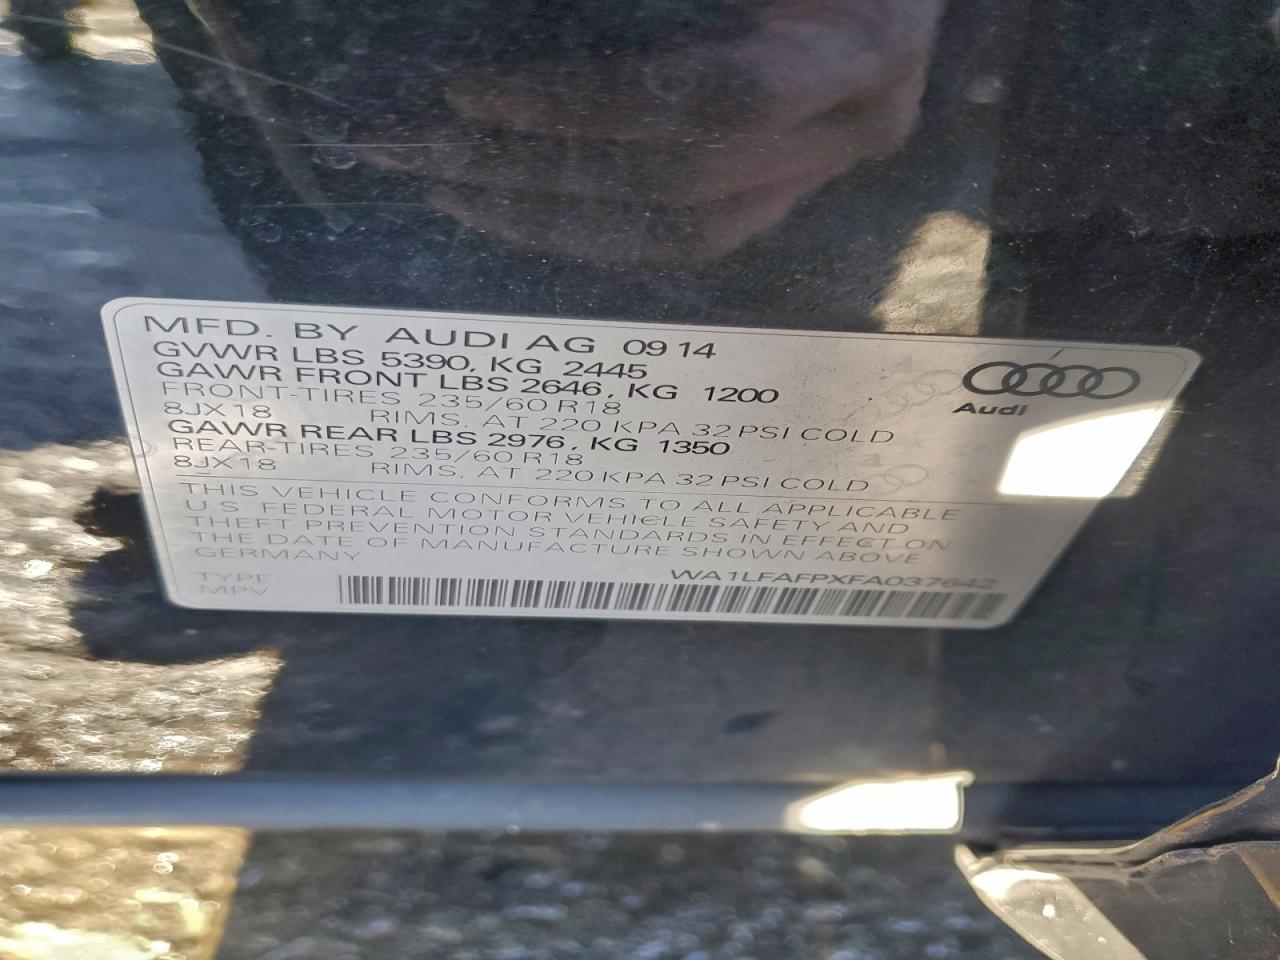 MFD. BY AUDI AG 09 14
GVWR LBS 5390, KG 2445
GAWR FRONT LBS 2646, KG 1200
FRONT-TIRES 235/60 R18
8JX18 RIMS. AT 220 KPA 32 PSI COLD
GAWR REAR LBS 2976, KG 1350
REAR-TIRES 235/60 R18
8JX18 RIMS. AT 220 KPA 32 PSI COLD
Audi
THIS VEHICLE CONFORMS TO ALL APPLICABLE
U.S. FEDERAL MOTOR VEHICLE SAFETY AND
THEFT PREVENTION STANDARDS IN EFFECT ON
THE DATE OF MANUFACTURE SHOWN ABOVE
GERMANY
WA1LFAFPXFA037642
TYPE
MPV